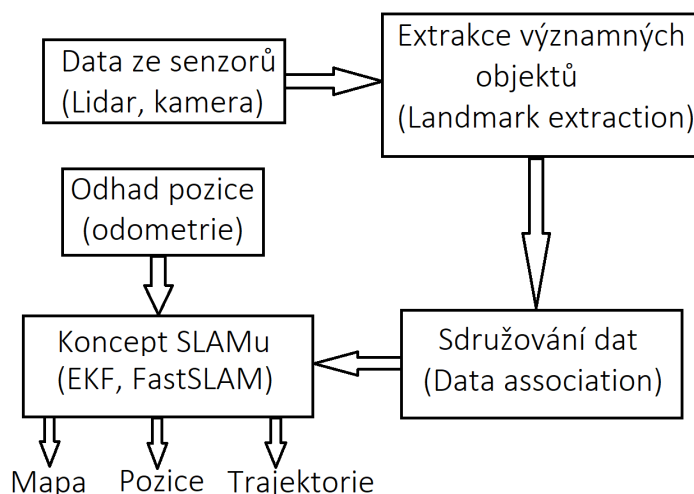 Data ze senzorů
(Lidar, kamera)
Extrakce významných
objektů
(Landmark extraction)
Odhad pozice
(odometrie)
Koncept SLAMu
(EKF, FastSLAM)
Sdružování dat
(Data association)
Mapa
Pozice
Trajektorie